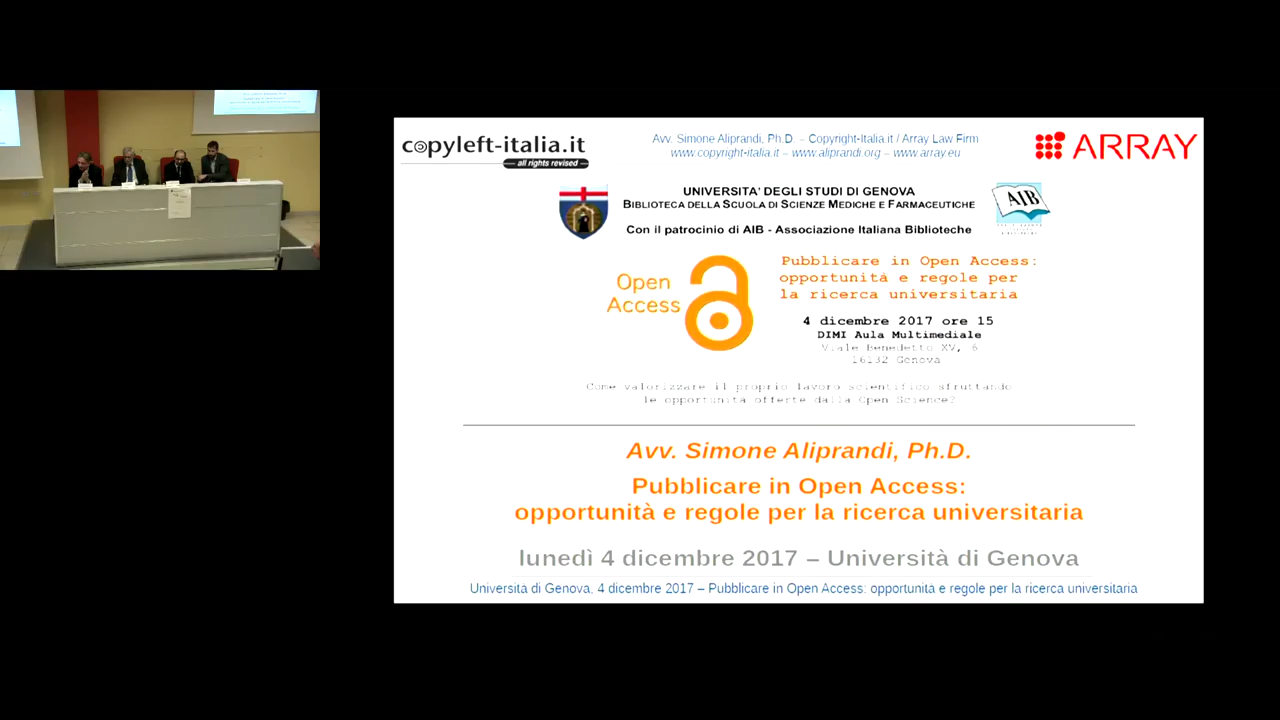 copyleft-italia.it
all rights revised
Avv. Simone Aliprandi, Ph.D. – Copyright-Italia.it / Array Law Firm
www.copyright-italia.it – www.aliprandi.org – www.array.eu
ARRAY
UNIVERSITA' DEGLI STUDI DI GENOVA
BIBLIOTECA DELLA SCUOLA DI SCIENZE MEDICHE E FARMACEUTICHE
Con il patrocinio di AIB - Associazione Italiana Biblioteche
AIB
Open
Access
Pubblicare in Open Access:
opportunità e regole per
la ricerca universitaria
4 dicembre 2017 ore 15
DIMI Aula Multimediale
V.ale Benedetto XV, 6
16132 Genova
Come valorizzare il proprio lavoro scientifico sfruttando
le opportunità offerte dalla Open Science?
Avv. Simone Aliprandi, Ph.D.
Pubblicare in Open Access:
opportunità e regole per la ricerca universitaria
lunedì 4 dicembre 2017 – Università di Genova
Università di Genova, 4 dicembre 2017 – Pubblicare in Open Access: opportunità e regole per la ricerca universitaria